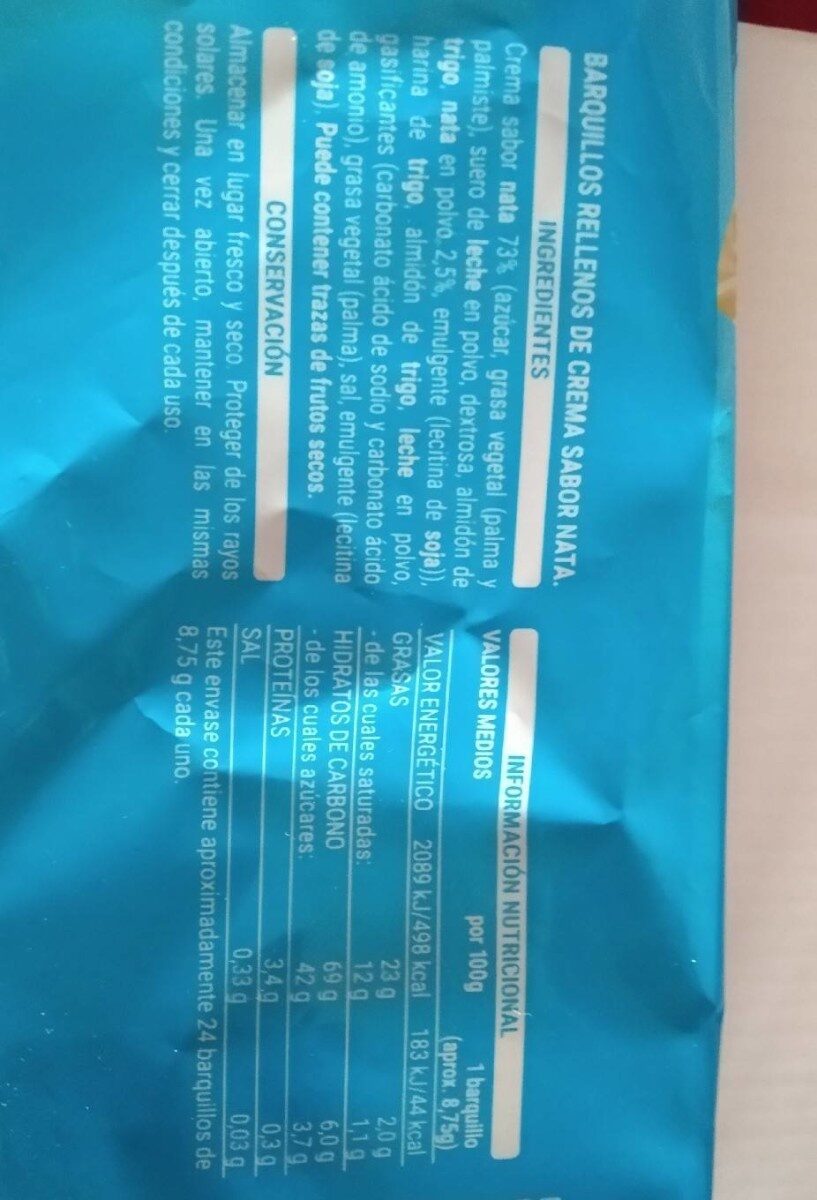 BARQUILLOS RELLENOS DE CREMA SABOR NATA.
INGREDIENTES
Crema sabor nata 73% (azúcar, grasa vegetal (palma y
palmiste), suero de leche en polvo, dextrosa, almidón de
trigo, nata en polvo 2,5%, emulgente (lecitina de soja)),
harina de trigo, almidón de trigo, leche en polvo,
gasificantes (carbonato ácido de sodio y carbonato ácido
de amonio), grasa vegetal (palma), sal, emulgente (lecitina
de soja). Puede contener trazas de frutos secos.
CONSERVACIÓN
Almacenar en lugar fresco y seco. Proteger de los rayos
solares. Una vez abierto, mantener en las mismas
condiciones y cerrar después de cada uso.
INFORMACIÓN NUTRICIONAL
VALORES MEDIOS por 100g 1 barquillo
(aprox. 8,75g)
VALOR ENERGÉTICO 2089 kJ/498 kcal 183 kJ/44 kcal
GRASAS 23 g 2,0 g
- de las cuales saturadas: 12 g 1,1 g
HIDRATOS DE CARBONO 69 g 6,0 g
- de los cuales azúcares: 42 g 3,7 g
PROTEÍNAS 3,4 g 0,3 g
SAL 0,33 g 0,03 g
Este envase contiene aproximadamente 24 barquillos de
8,75 g cada uno.